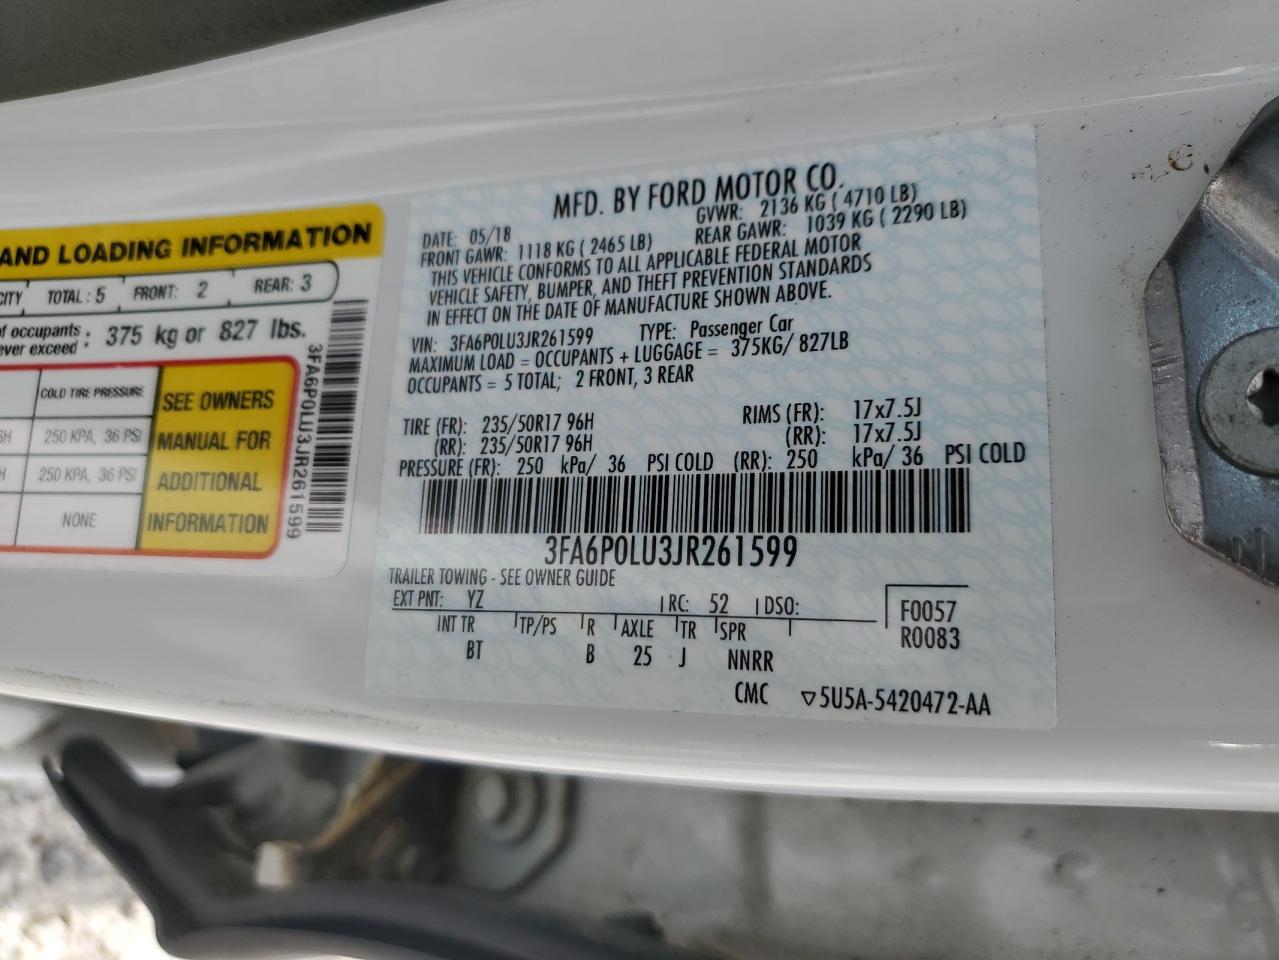 AND LOADING INFORMATION
CITY TOTAL : 5 FRONT: 2 REAR: 3
of occupants : 375 kg or 827 lbs.
ever exceed
COLD TIRE PRESSURE
250 KPA, 36 PSI
250 KPA, 36 PSI
NONE
SEE OWNERS
MANUAL FOR
ADDITIONAL
INFORMATION
3FA6P0LU3JR261599
MFD. BY FORD MOTOR CO.
DATE: 05/18 GVWR: 2136 KG ( 4710 LB)
FRONT GAWR: 1118 KG ( 2465 LB) REAR GAWR: 1039 KG ( 2290 LB)
THIS VEHICLE CONFORMS TO ALL APPLICABLE FEDERAL MOTOR
VEHICLE SAFETY, BUMPER, AND THEFT PREVENTION STANDARDS
IN EFFECT ON THE DATE OF MANUFACTURE SHOWN ABOVE.
VIN: 3FA6P0LU3JR261599 TYPE: Passenger Car
MAXIMUM LOAD = OCCUPANTS + LUGGAGE = 375KG/ 827LB
OCCUPANTS = 5 TOTAL; 2 FRONT, 3 REAR
TIRE (FR): 235/50R17 96H RIMS (FR): 17x7.5J
(RR): 235/50R17 96H (RR): 17x7.5J
PRESSURE (FR): 250 kPa/ 36 PSI COLD (RR): 250 kPa/ 36 PSI COLD
3FA6P0LU3JR261599
TRAILER TOWING - SEE OWNER GUIDE
EXT PNT: YZ RC: 52 DSO:
F0057
R0083
INT TR TP/PS R AXLE TR SPR
BT B 25 J NNRR
CMC ▽5U5A-5420472-AA